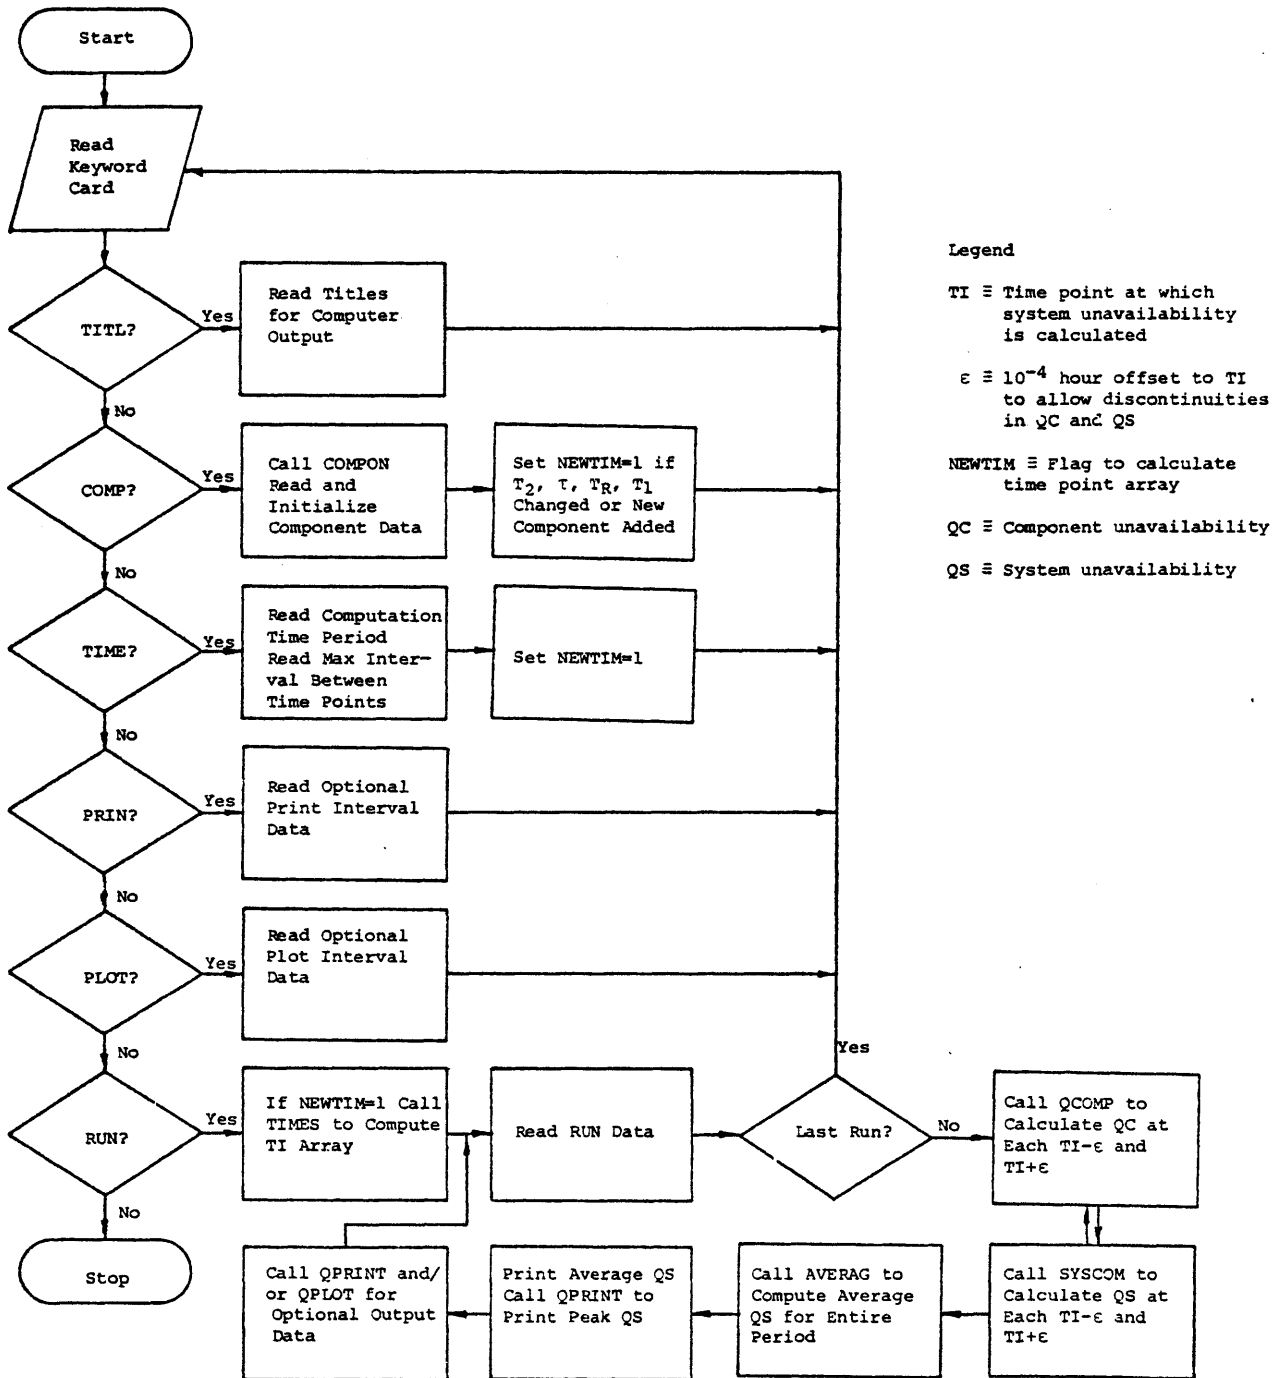 Start
Read
Keyword
Card
TITL?
Yes
No
Read Titles
for Computer
Output
COMP?
Yes
No
Call COMPON
Read and
Initialize
Component Data
Set NEWTIM=1 if
T2, τ, TR, T1
Changed or New
Component Added
TIME?
Yes
No
Read Computation
Time Period
Read Max Inter-
val Between
Time Points
Set NEWTIM=1
PRIN?
Yes
No
Read Optional
Print Interval
Data
PLOT?
Yes
No
Read Optional
Plot Interval
Data
RUN?
Yes
No
If NEWTIM=1 Call
TIMES to Compute
TI Array
Read RUN Data
Last Run?
Yes
No
Call QCOMP to
Calculate QC at
Each TI-ε and
TI+ε
Call SYSCOM to
Calculate QS at
Each TI-ε and
TI+ε
Call AVERAG to
Compute Average
QS for Entire
Period
Print Average QS
Call QPRINT to
Print Peak QS
Call QPRINT and/
or QPLOT for
Optional Output
Data
Stop
Legend
TI ≡ Time point at which
system unavailability
is calculated
ε ≡ 10⁻⁴ hour offset to TI
to allow discontinuities
in QC and QS
NEWTIM ≡ Flag to calculate
time point array
QC ≡ Component unavailability
QS ≡ System unavailability